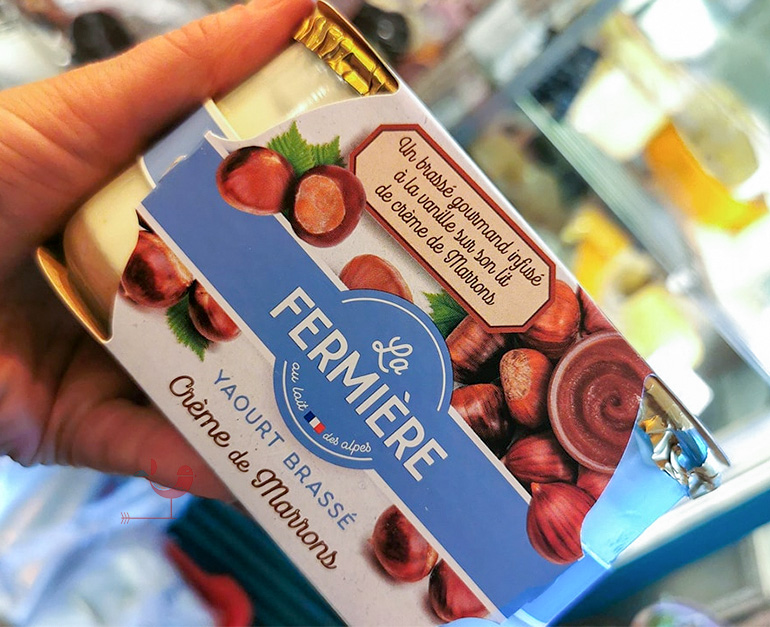 Un brassé gourmand infusé
à la vanille sur son lit
de crème de Marrons
La
FERMIÈRE
au lait des alpes
YAOURT BRASSÉ
Crème de Marrons